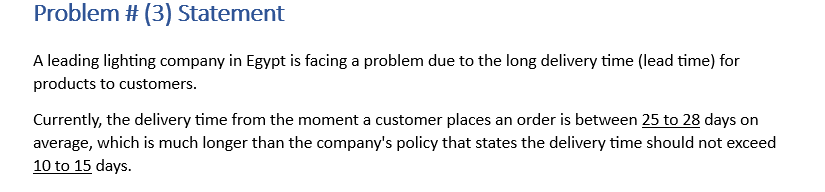 Problem # (3) Statement
A leading lighting company in Egypt is facing a problem due to the long delivery time (lead time) for
products to customers.
Currently, the delivery time from the moment a customer places an order is between 25 to 28 days on
average, which is much longer than the company's policy that states the delivery time should not exceed
10 to 15 days.